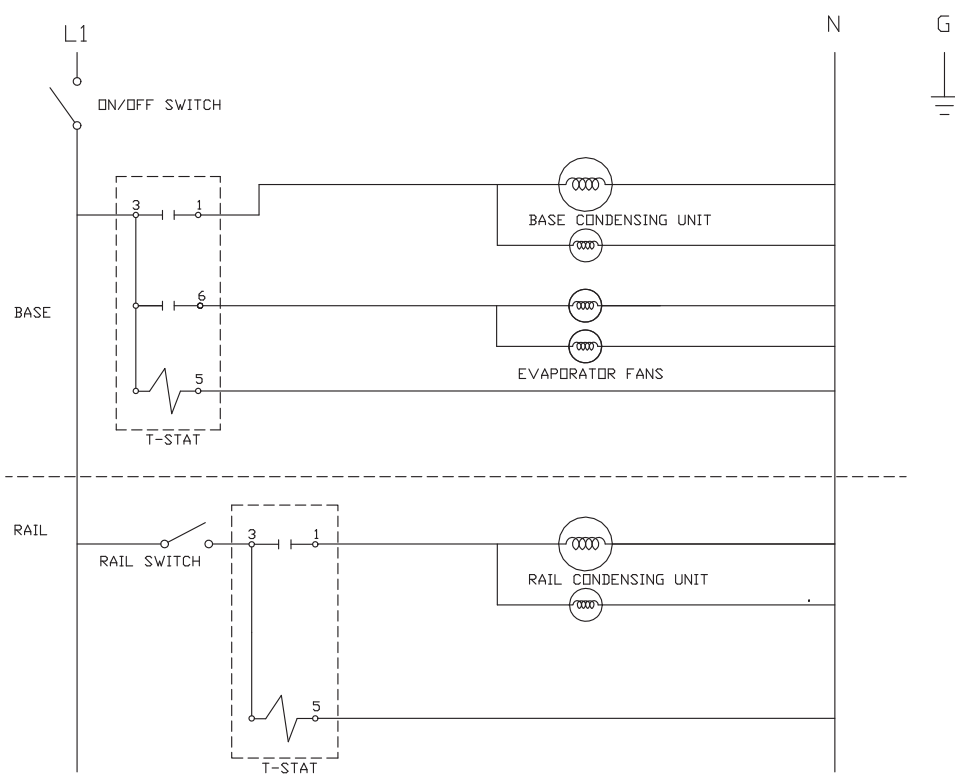 L1
N
G
ON/OFF SWITCH
3
1
BASE CONDENSING UNIT
6
BASE
EVAPORATOR FANS
5
T-STAT
RAIL
3
1
RAIL SWITCH
RAIL CONDENSING UNIT
5
T-STAT